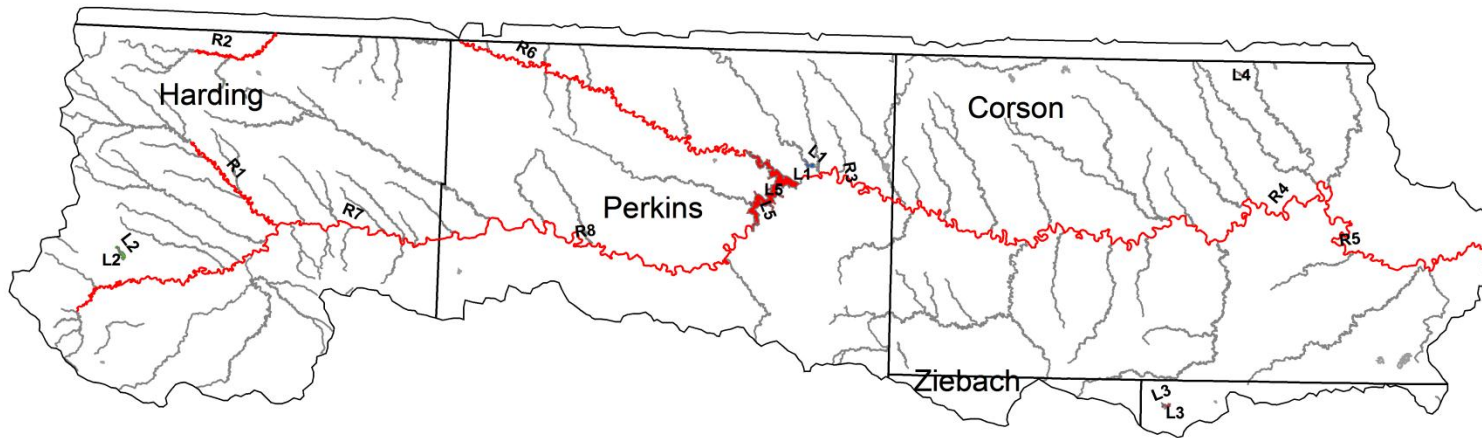 R2
R6
L4
Harding
Corson
R1
L1
L1
R3
L5
L5
R7
Perkins
R4
R8
R5
L2
L2
Ziebach
L3
L3